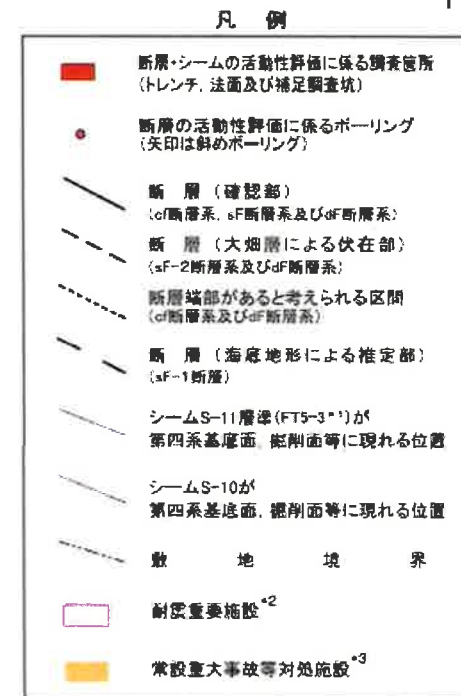 凡 例
断層・シームの活動性評価に係る調査箇所
(トレンチ, 法面及び補足調査坑)
断層の活動性評価に係るボーリング
(矢印は斜めボーリング)
断 層 (確認部)
(cf断層系, sF断層系及びdF断層系)
断 層 (大畑層による伏在部)
(sF-2断層系及びdF断層系)
断層端部があると考えられる区間
(cf断層系及びdF断層系)
断 層 (海底地形による推定部)
(sF-1断層)
シームS-11層準(FT5-3*1)が
第四系基底面, 掘削面等に現れる位置
シームS-10が
第四系基底面, 掘削面等に現れる位置
敷 地 境 界
耐震重要施設*2
常設重大事故等対処施設*3